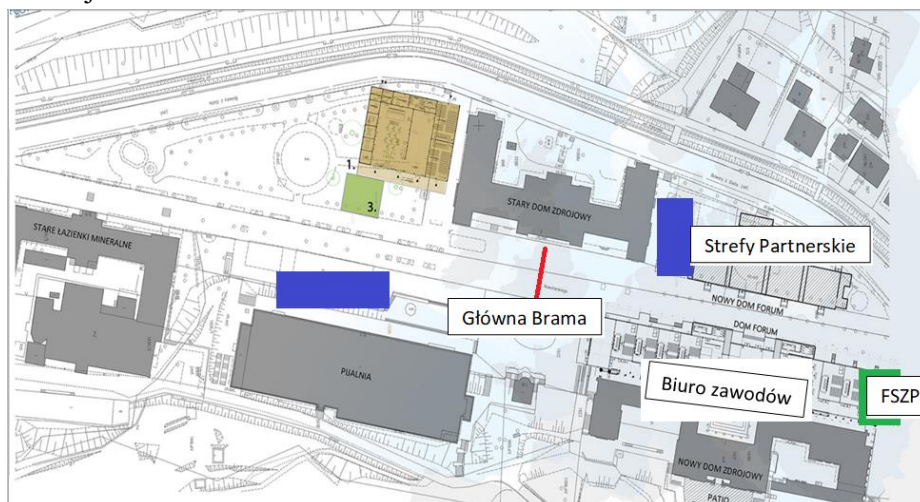 1.
3.
STARY DOM ZDROJOWY
Strefy Partnerskie
STARE ŁAZIENKI MINERALNE
NOWY DOM FORUM
Główna Brama
DOM FORUM
PIJALNIA
Biuro zawodów
FSZP
NOWY DOM ZDROJOWY
PATIO